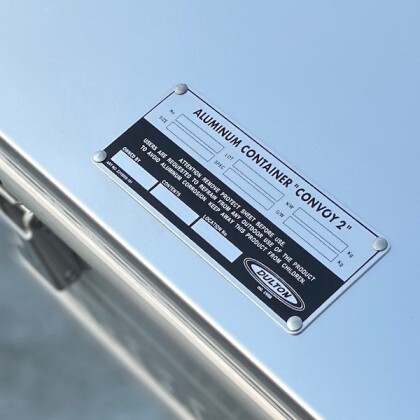 ALUMINUM CONTAINER "CONVOY 2"
No LOT N/W Kg
SIZE SPEC G/W Kg
ATTENTION REMOVE PROTECT SHEET BEFORE USE
USERS ARE REQUESTED TO REFRAIN FROM ANY OUTDOOR USE OF THE PRODUCT
TO AVOID ALUMINUM CORROSION KEEP AWAY THIS PRODUCT FROM CHILDREN.
OWNED BY CONTENTS LOCATION No
DULTON